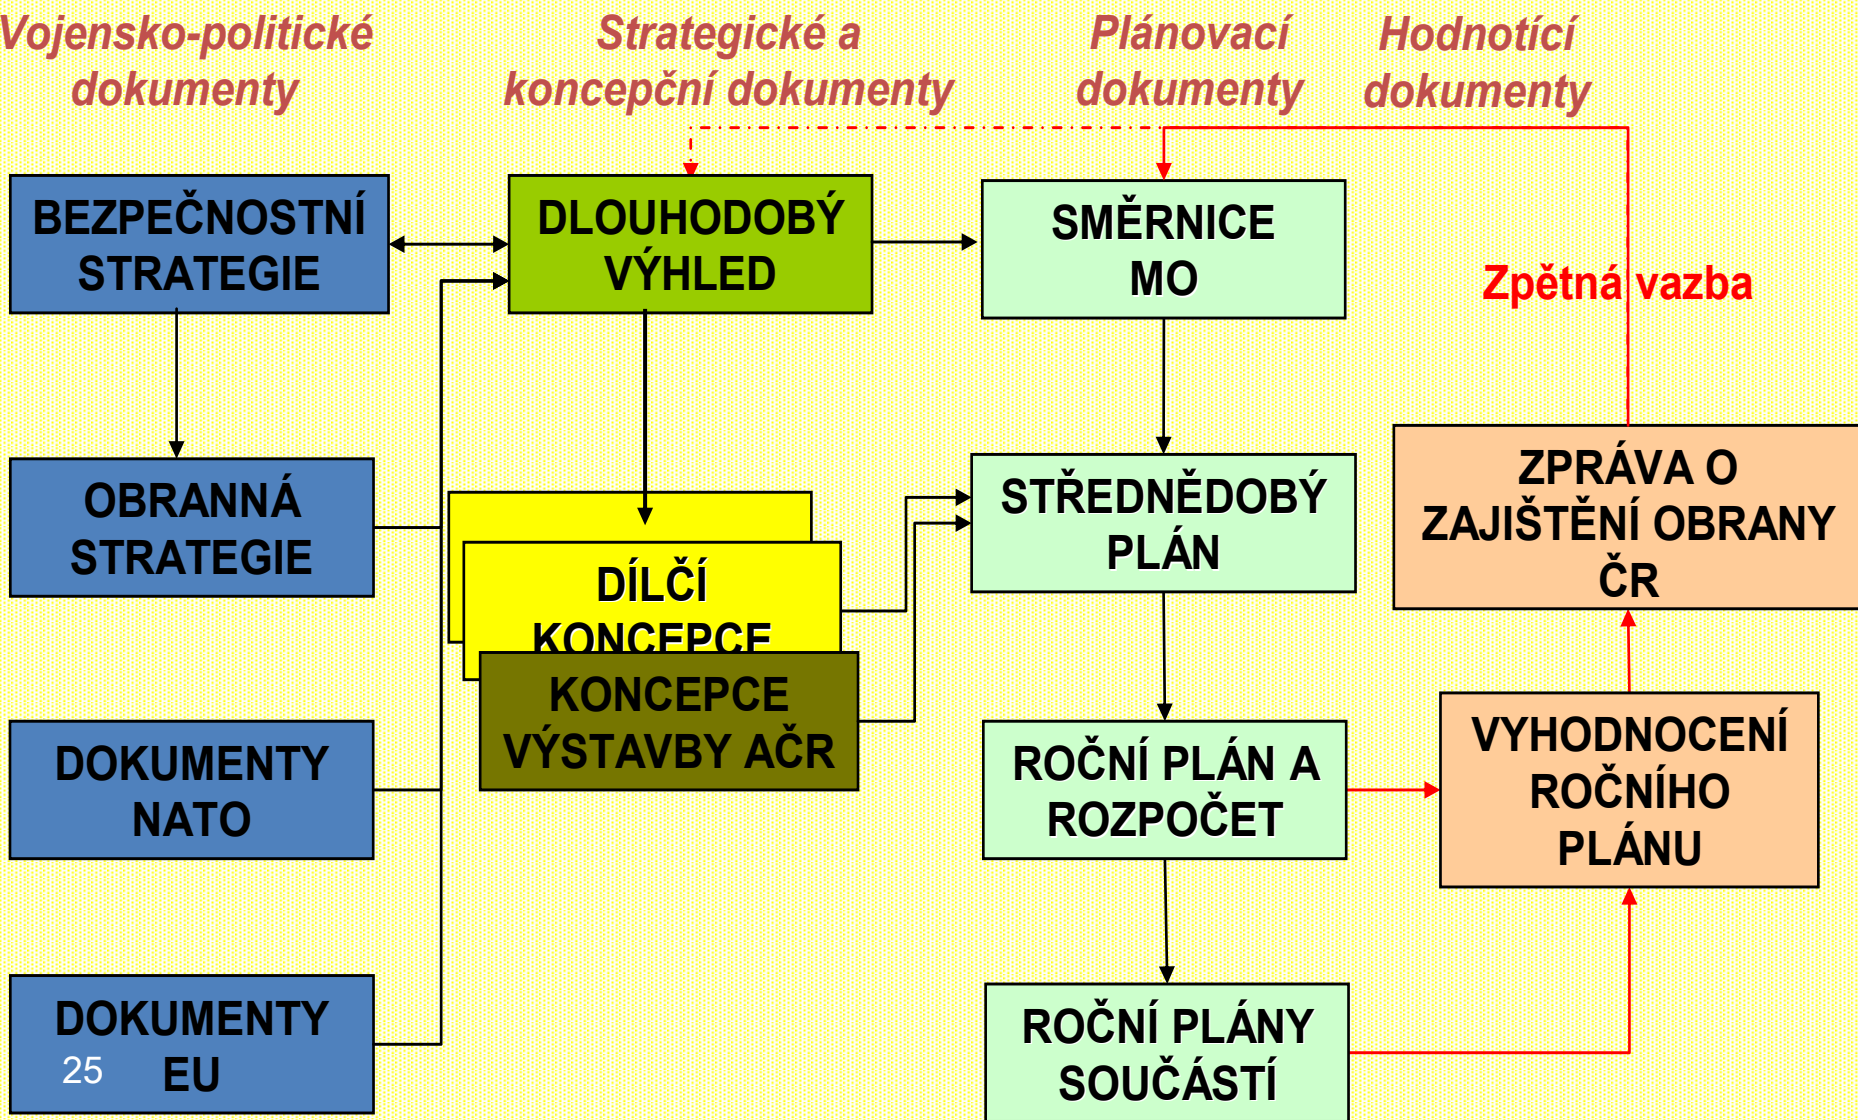 Vojensko-politické
dokumenty
Strategické a
koncepční dokumenty
Plánovací
dokumenty
Hodnotící
dokumenty
BEZPEČNOSTNÍ
STRATEGIE
DLOUHODOBÝ
VÝHLED
SMĚRNICE
MO
Zpětná vazba
OBRANNÁ
STRATEGIE
DÍLČÍ
KONCEPCE
KONCEPCE
VÝSTAVBY AČR
STŘEDNĚDOBÝ
PLÁN
ZPRÁVA O
ZAJIŠTĚNÍ OBRANY
ČR
DOKUMENTY
NATO
ROČNÍ PLÁN A
ROZPOČET
VYHODNOCENÍ
ROČNÍHO
PLÁNU
DOKUMENTY
EU
25
ROČNÍ PLÁNY
SOUČÁSTÍ